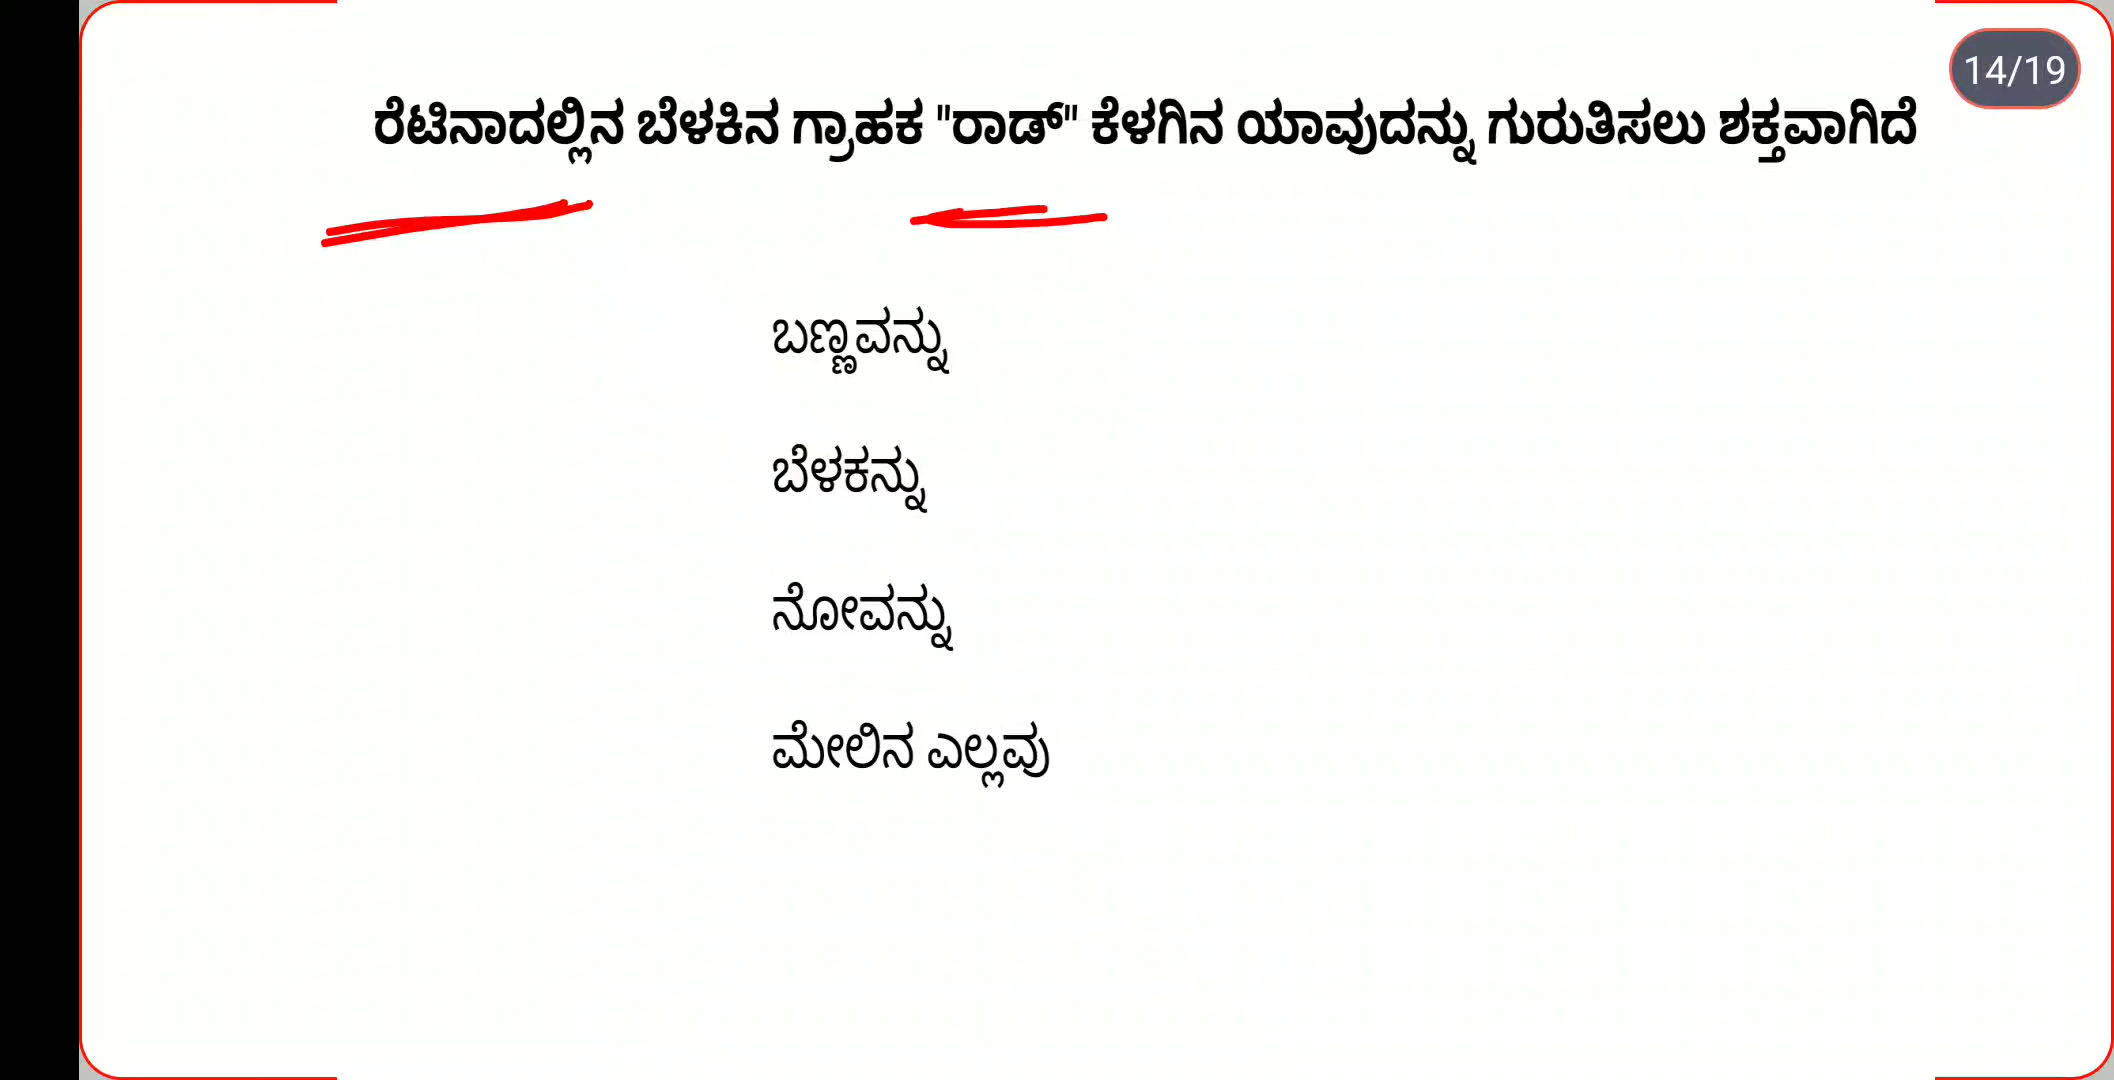 14/19
ರೆಟಿನಾದಲ್ಲಿನ ಬೆಳಕಿನ ಗ್ರಾಹಕ "ರಾಡ್" ಕೆಳಗಿನ ಯಾವುದನ್ನು ಗುರುತಿಸಲು ಶಕ್ತವಾಗಿದೆ
ಬಣ್ಣವನ್ನು
ಬೆಳಕನ್ನು
ನೋವನ್ನು
ಮೇಲಿನ ಎಲ್ಲವು